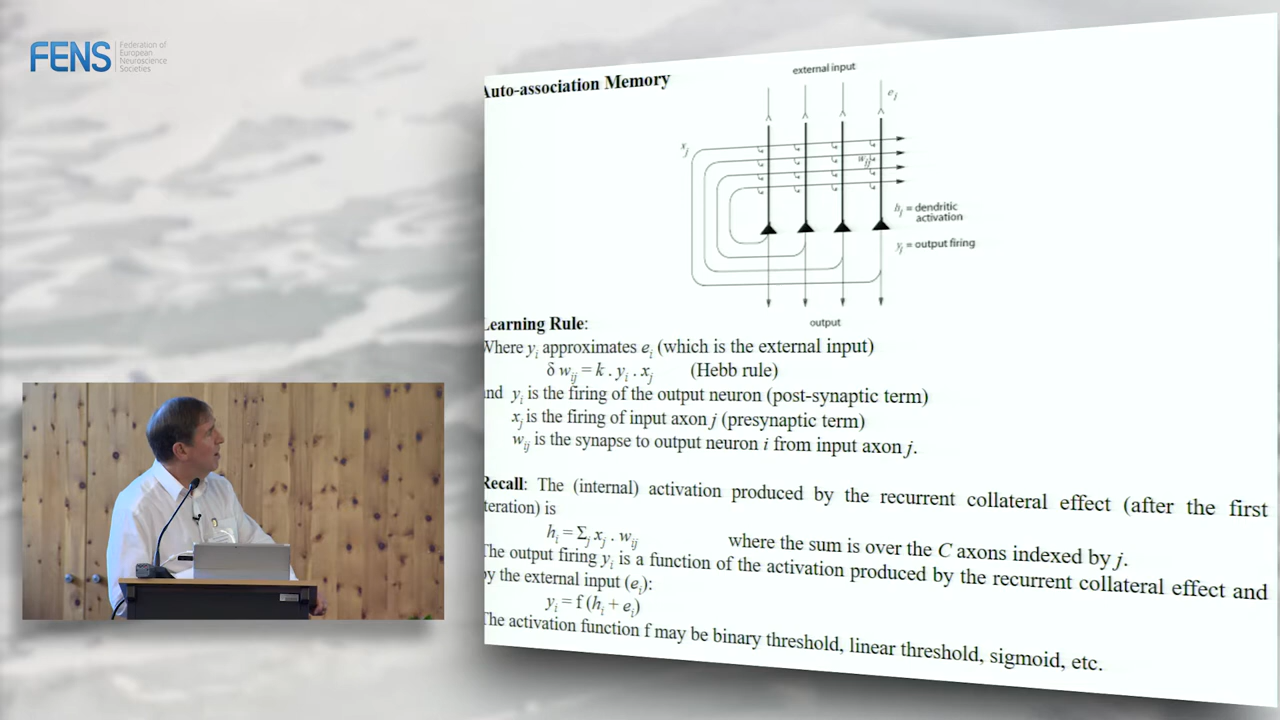 FENS
Federation of
European
Neuroscience
Societies
Auto-association Memory
external input
e_j
x_j
w_ij
h_j = dendritic
activation
y_j = output firing
output
Learning Rule:
Where y_i approximates e_i (which is the external input)
δ w_ij = k . y_i . x_j (Hebb rule)
and y_i is the firing of the output neuron (post-synaptic term)
x_j is the firing of input axon j (presynaptic term)
w_ij is the synapse to output neuron i from input axon j.
Recall: The (internal) activation produced by the recurrent collateral effect (after the first
iteration) is
h_i = Σ_j x_j . w_ij where the sum is over the C axons indexed by j.
The output firing y_i is a function of the activation produced by the recurrent collateral effect and
by the external input (e_i):
y_i = f (h_i + e_i)
The activation function f may be binary threshold, linear threshold, sigmoid, etc.